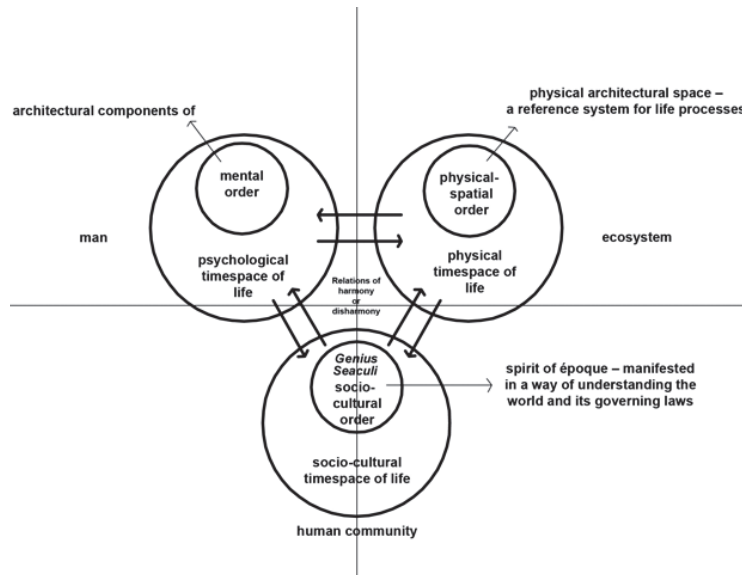 physical architectural space –
a reference system for life processes
architectural components of
mental
order
physical-
spatial
order
man
ecosystem
psychological
timespace of
life
physical
timespace of
life
Relations of
harmony
or
disharmony
Genius
Seaculi
socio-
cultural
order
spirit of époque – manifested
in a way of understanding the
world and its governing laws
socio-cultural
timespace of life
human community